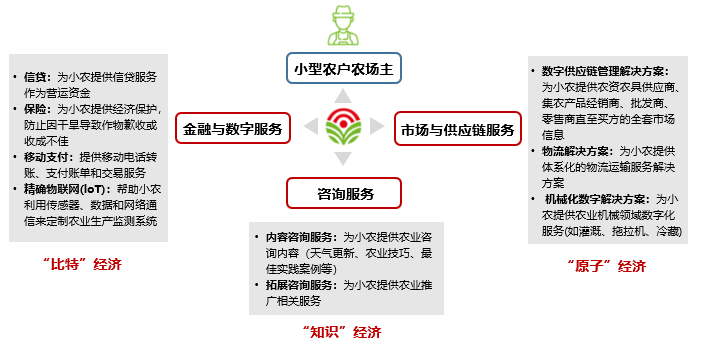 小型农户农场主
金融与数字服务
市场与供应链服务
咨询服务
• 信贷：为小农提供信贷服务
作为营运资金
• 保险：为小农提供经济保护，
防止因干旱导致作物歉收或
收成不佳
• 移动支付：提供移动电话转
账、支付账单和交易服务
• 精确物联网(IoT)：帮助小农
利用传感器、数据和网络通
信来定制农业生产监测系统
“比特”经济
• 内容咨询服务：为小农提供农业咨
询内容（天气更新、农业技巧、最
佳实践案例等）
• 拓展咨询服务：为小农提供农业推
广相关服务
“知识”经济
• 数字供应链管理解决方案：
为小农提供农资农具供应商、
集农产品经销商、批发商、
零售商直至买方的全套市场
信息
• 物流解决方案：为小农提供
体系化的物流运输服务解决
方案
• 机械化数字解决方案：为小
农提供农业机械领域数字化
服务(如灌溉、拖拉机、冷藏)
“原子”经济